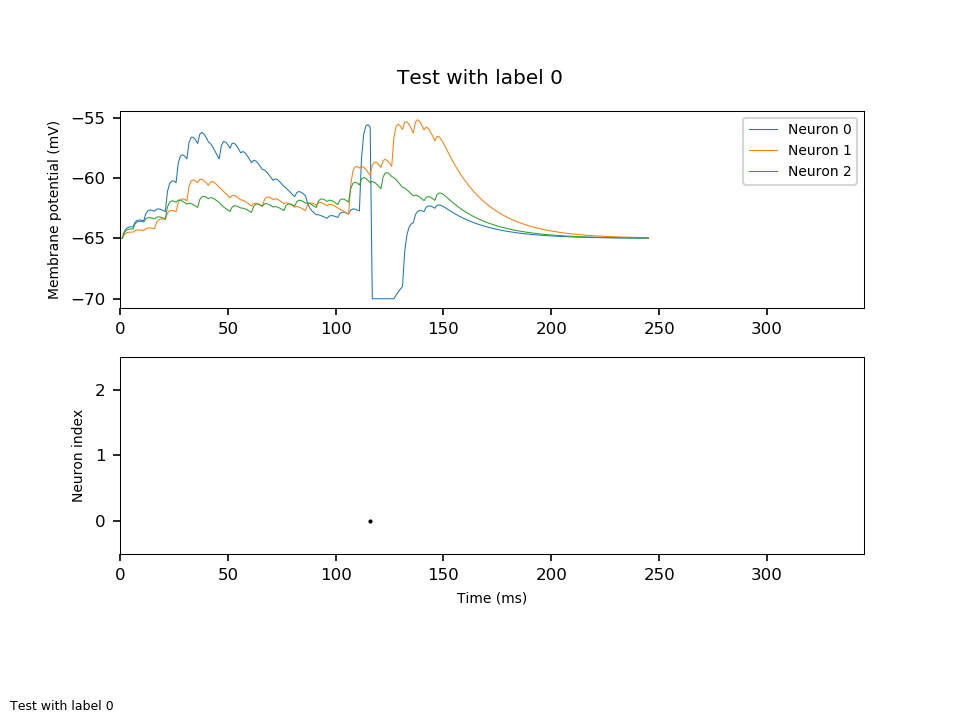 Test with label 0
Membrane potential (mV)
−55
−60
−65
−70
Neuron 0
Neuron 1
Neuron 2
0 50 100 150 200 250 300
Neuron index
2
1
0
0 50 100 150 200 250 300
Time (ms)
Test with label 0